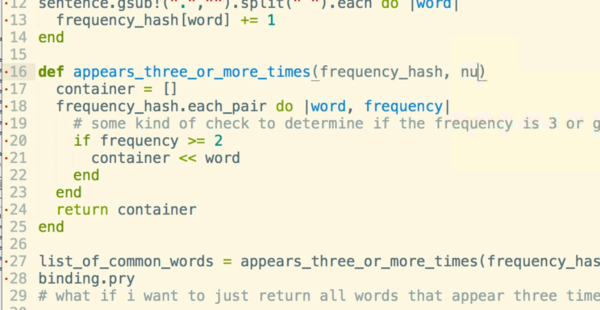 12 sentence.gsub!(".","").split(" ").each do |word|
13 frequency_hash[word] += 1
14 end
15
16 def appears_three_or_more_times(frequency_hash, nu)
17 container = []
18 frequency_hash.each_pair do |word, frequency|
19 # some kind of check to determine if the frequency is 3 or g
20 if frequency >= 2
21 container << word
22 end
23 end
24 return container
25 end
26
27 list_of_common_words = appears_three_or_more_times(frequency_has
28 binding.pry
29 # what if i want to just return all words that appear three time